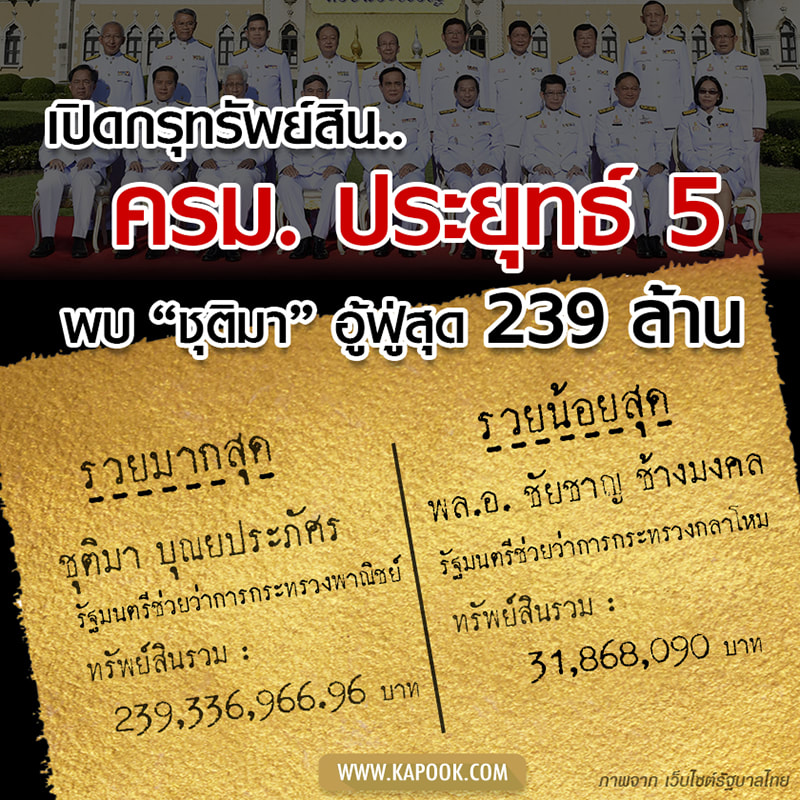 เปิดกรุทรัพย์สิน..
ครม. ประยุทธ์ 5
พบ “ชุติมา” อู้ฟู่สุด 239 ล้าน
รวยมากสุด
ชุติมา บุณยประภัศร
รัฐมนตรีช่วยว่าการกระทรวงพาณิชย์
ทรัพย์สินรวม :
239,336,966.96 บาท
รวยน้อยสุด
พล.อ. ชัยชาญ ช้างมงคล
รัฐมนตรีช่วยว่าการกระทรวงกลาโหม
ทรัพย์สินรวม :
31,868,090 บาท
WWW.KAPOOK.COM
ภาพจาก เว็บไซต์รัฐบาลไทย